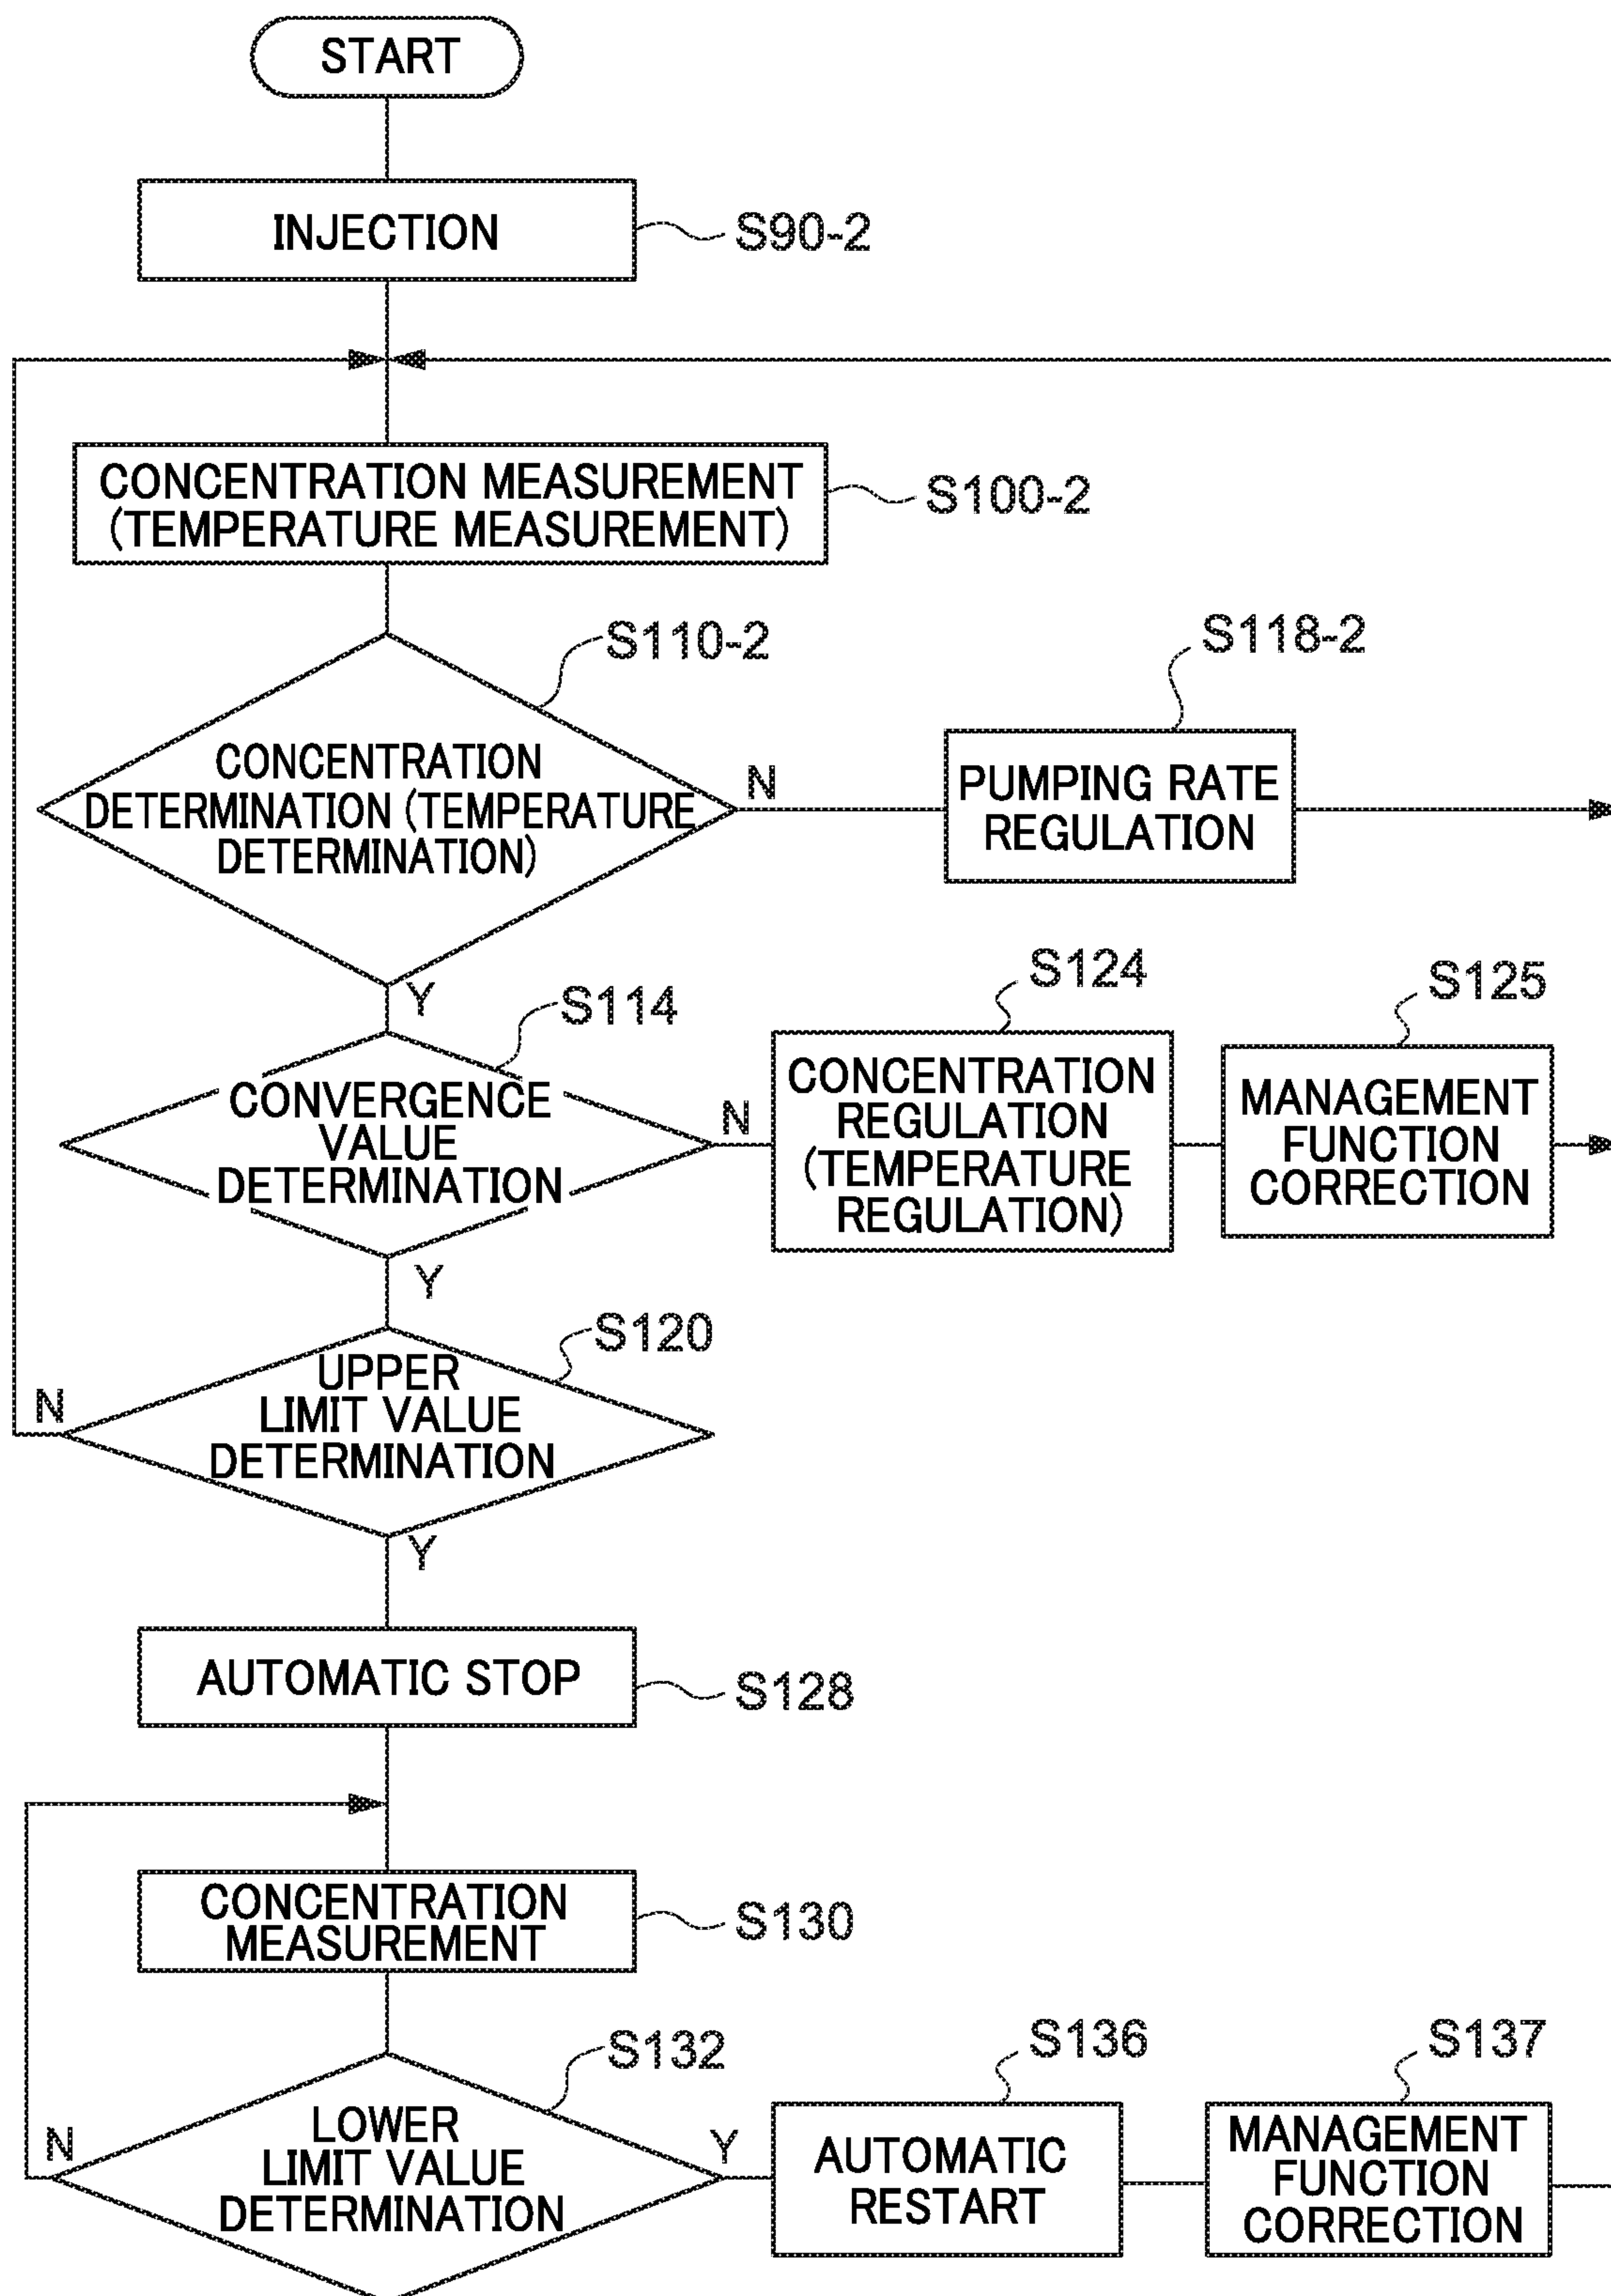 START
INJECTION
S90-2
CONCENTRATION MEASUREMENT
(TEMPERATURE MEASUREMENT)
S100-2
S110-2
CONCENTRATION
DETERMINATION (TEMPERATURE
DETERMINATION)
N
S118-2
PUMPING RATE
REGULATION
Y
S114
CONVERGENCE
VALUE
DETERMINATION
N
S124
CONCENTRATION
REGULATION
(TEMPERATURE
REGULATION)
S125
MANAGEMENT
FUNCTION
CORRECTION
Y
S120
UPPER
LIMIT VALUE
DETERMINATION
N
Y
AUTOMATIC STOP
S128
CONCENTRATION
MEASUREMENT
S130
S132
LOWER
LIMIT VALUE
DETERMINATION
N
Y
S136
AUTOMATIC
RESTART
S137
MANAGEMENT
FUNCTION
CORRECTION